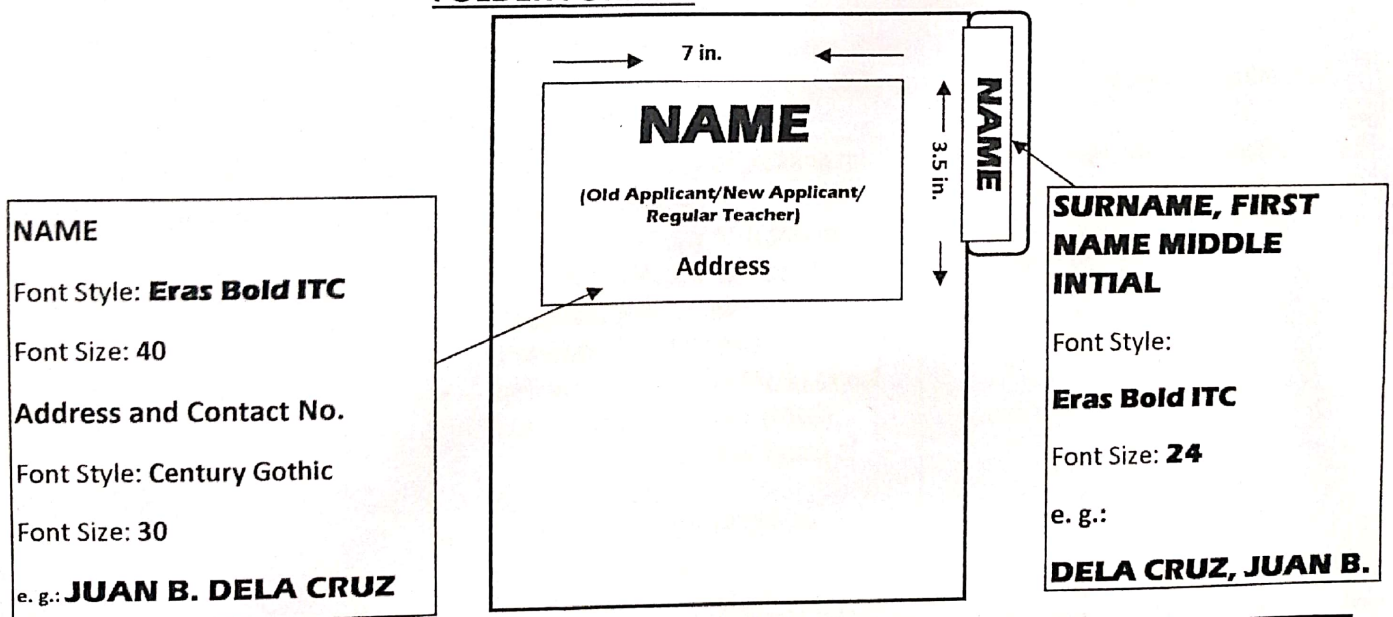 7 in.
NAME
(Old Applicant/New Applicant/
Regular Teacher)
Address
3.5 in.
NAME
NAME
Font Style: Eras Bold ITC
Font Size: 40
Address and Contact No.
Font Style: Century Gothic
Font Size: 30
e. g.: JUAN B. DELA CRUZ
SURNAME, FIRST
NAME MIDDLE
INTIAL
Font Style:
Eras Bold ITC
Font Size: 24
e. g.:
DELA CRUZ, JUAN B.